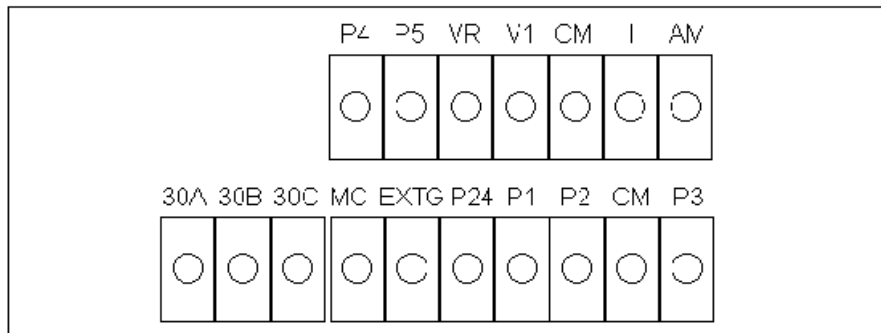 P4 P5 VR V1 CM I AM
30A 30B 30C MC EXTG P24 P1 P2 CM P3